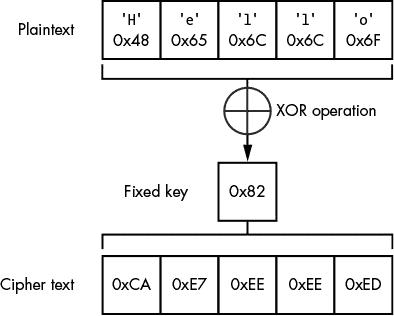 Plaintext
'H' 'e' 'l' 'l' 'o'
0x48 0x65 0x6C 0x6C 0x6F
XOR operation
Fixed key 0x82
Cipher text 0xCA 0xE7 0xEE 0xEE 0xED